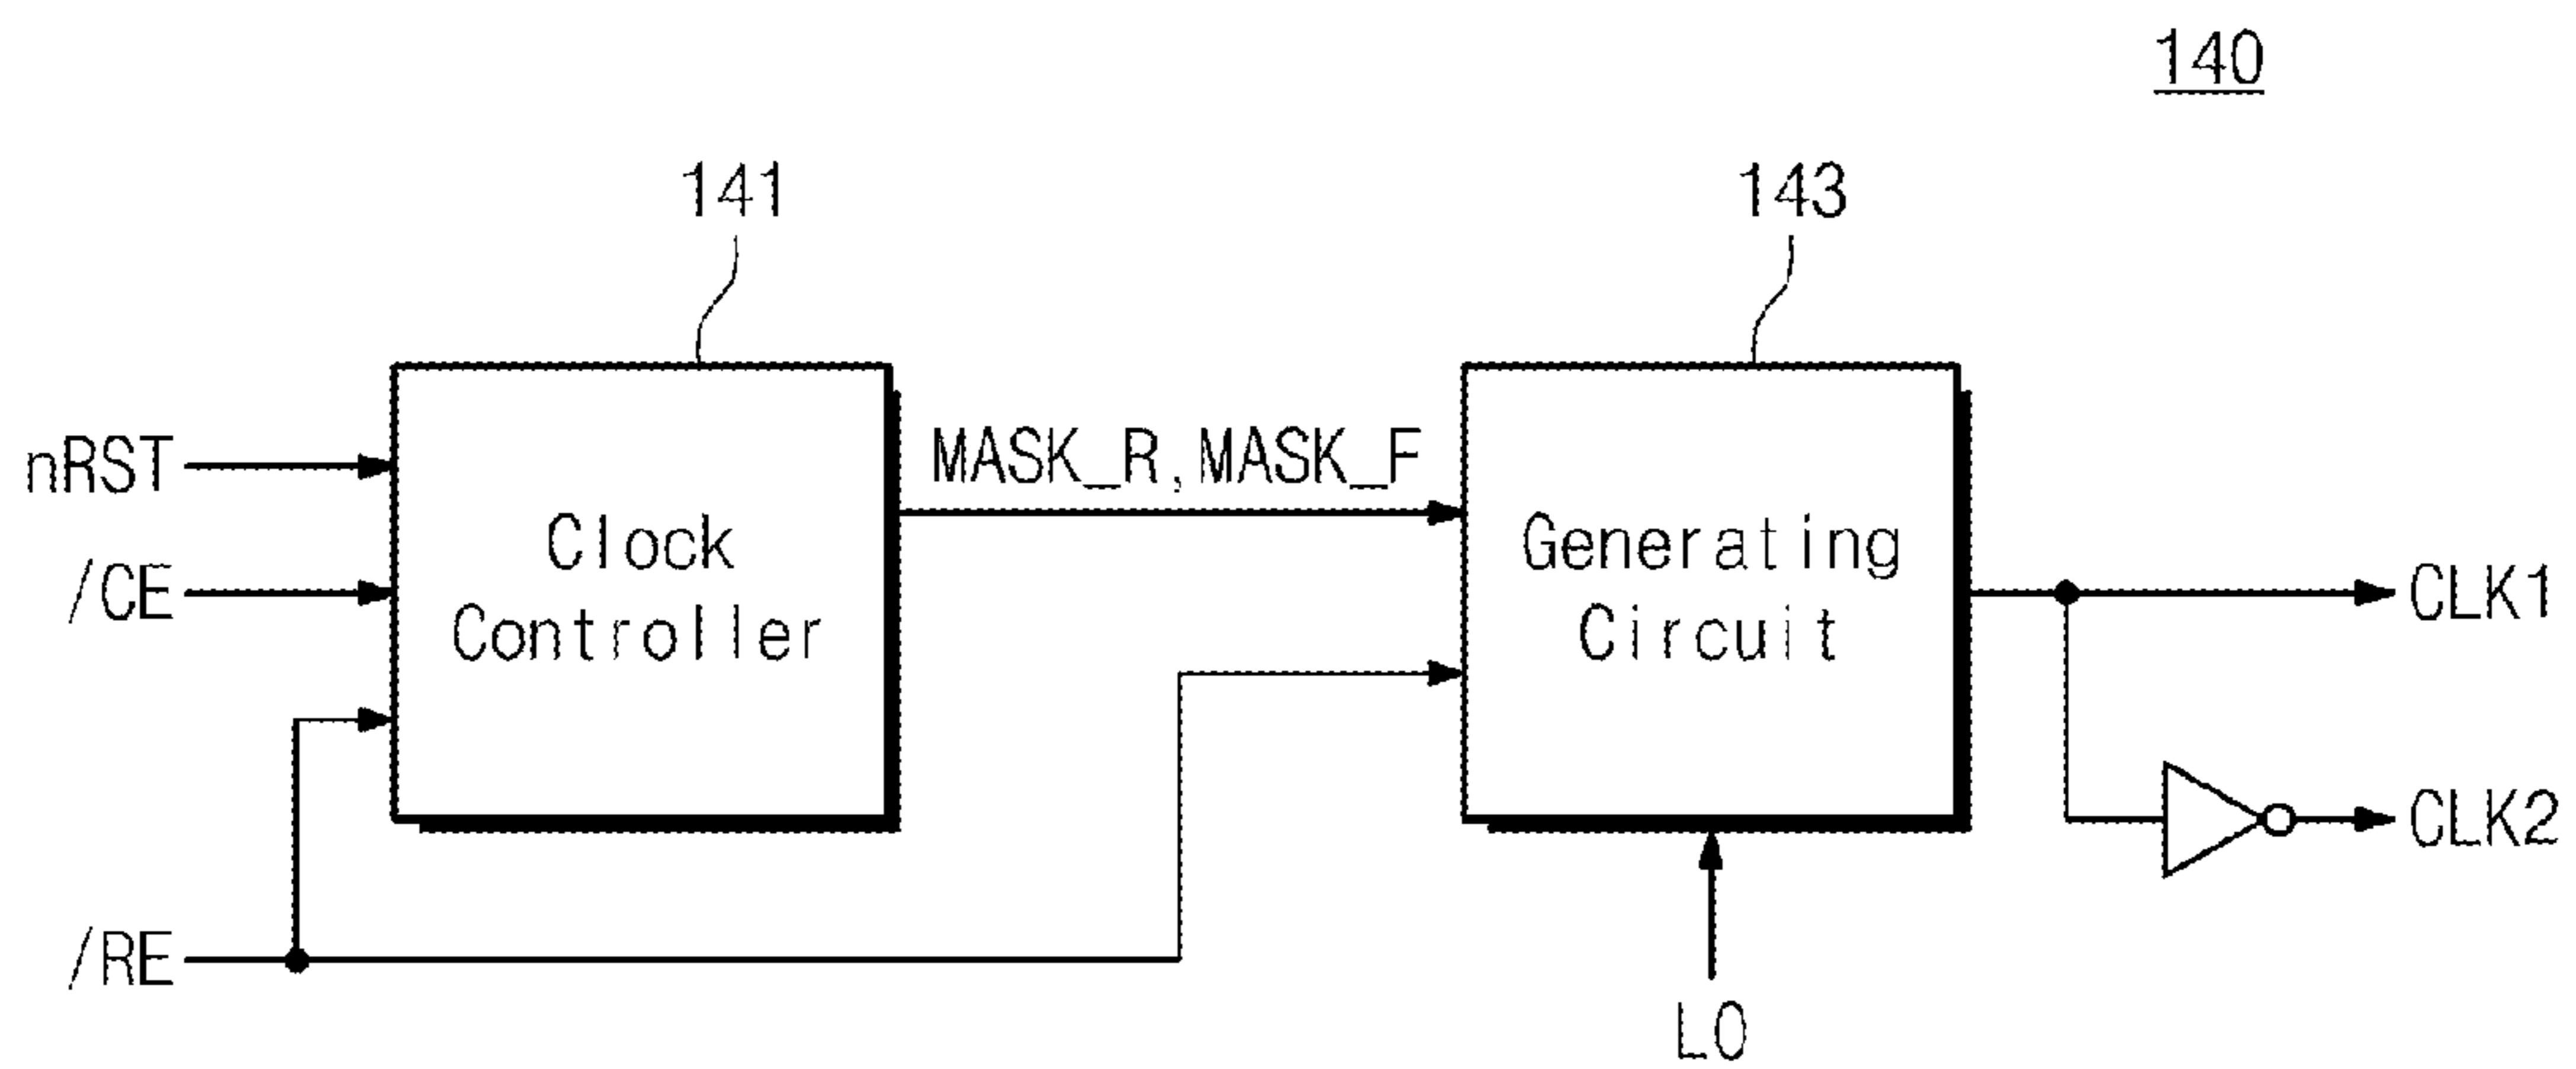 140
141
143
nRST
MASK_R,MASK_F
Clock
Controller
Generating
Circuit
/CE
CLK1
CLK2
/RE
LO